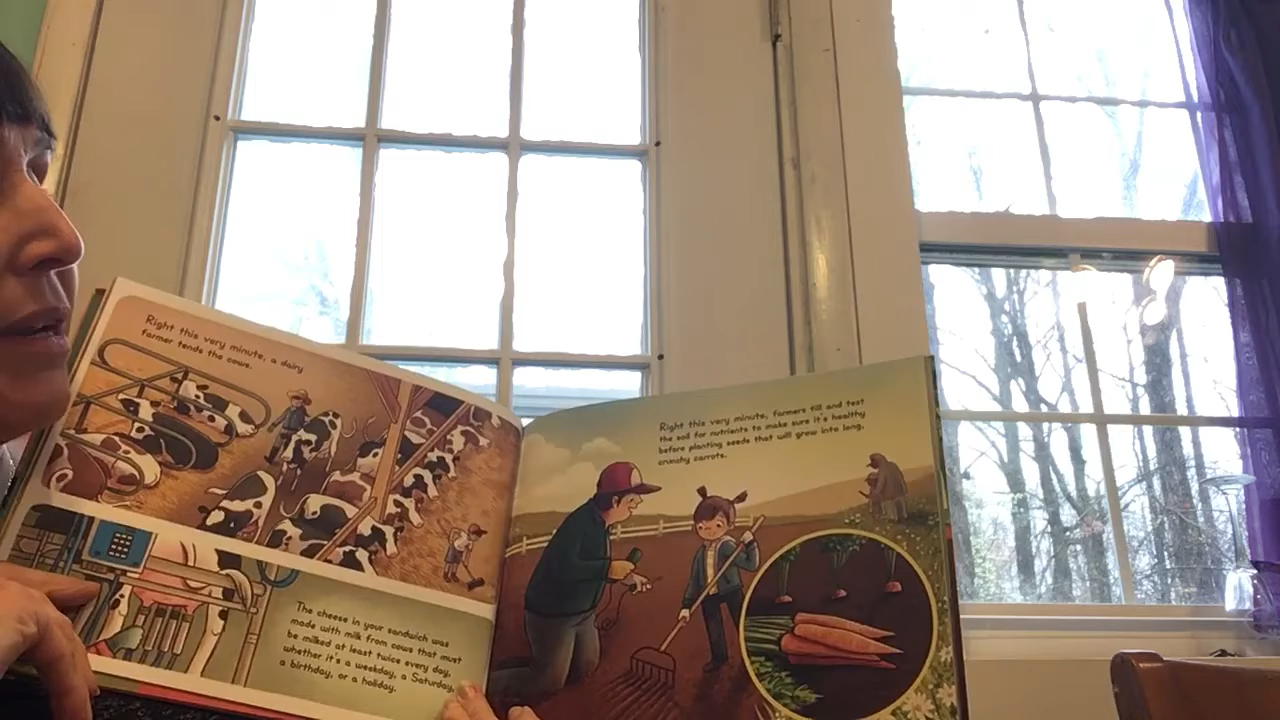 Right this very minute, a dairy
farmer tends the cows.
The cheese in your sandwich was
made with milk from cows that must
be milked at least twice every day,
whether it's a weekday, a Saturday,
a birthday, or a holiday.
Right this very minute, farmers till and test
the soil for nutrients to make sure it's healthy
before planting seeds that will grow into long,
crunchy carrots.